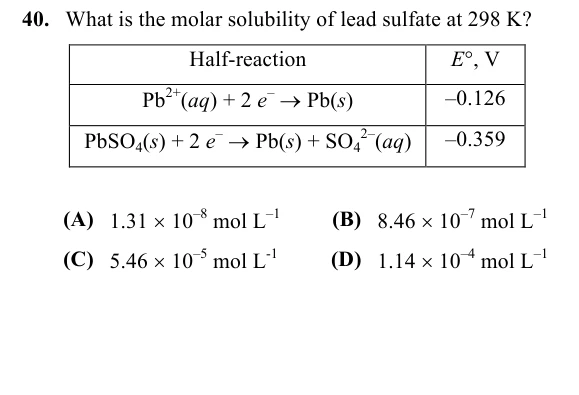 40. What is the molar solubility of lead sulfate at 298 K?
Half-reaction E°, V
Pb²⁺(aq) + 2 e⁻ → Pb(s) –0.126
PbSO₄(s) + 2 e⁻ → Pb(s) + SO₄²⁻(aq) –0.359
(A) 1.31 × 10⁻⁸ mol L⁻¹ (B) 8.46 × 10⁻⁷ mol L⁻¹
(C) 5.46 × 10⁻⁵ mol L⁻¹ (D) 1.14 × 10⁻⁴ mol L⁻¹